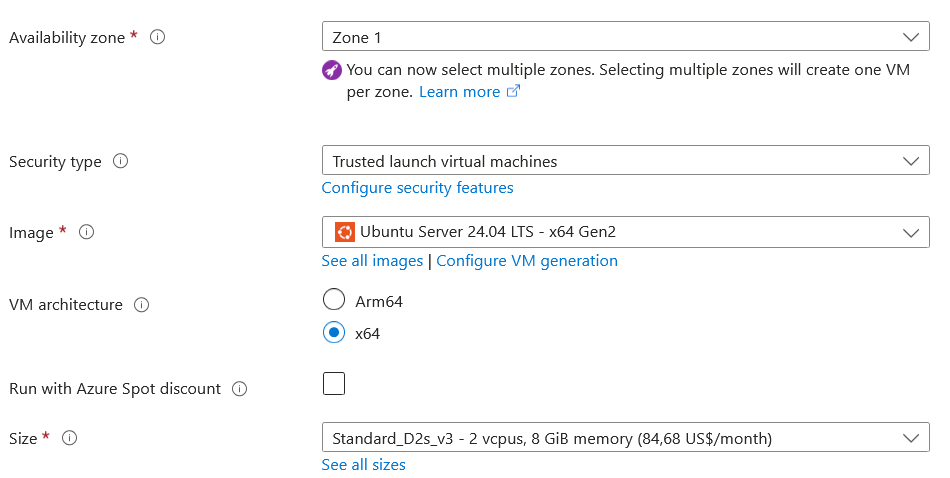 Availability zone *
Zone 1
You can now select multiple zones. Selecting multiple zones will create one VM
per zone. Learn more
Security type
Trusted launch virtual machines
Configure security features
Image *
Ubuntu Server 24.04 LTS - x64 Gen2
See all images | Configure VM generation
VM architecture
Arm64
x64
Run with Azure Spot discount
Size *
Standard_D2s_v3 - 2 vcpus, 8 GiB memory (84,68 US$/month)
See all sizes